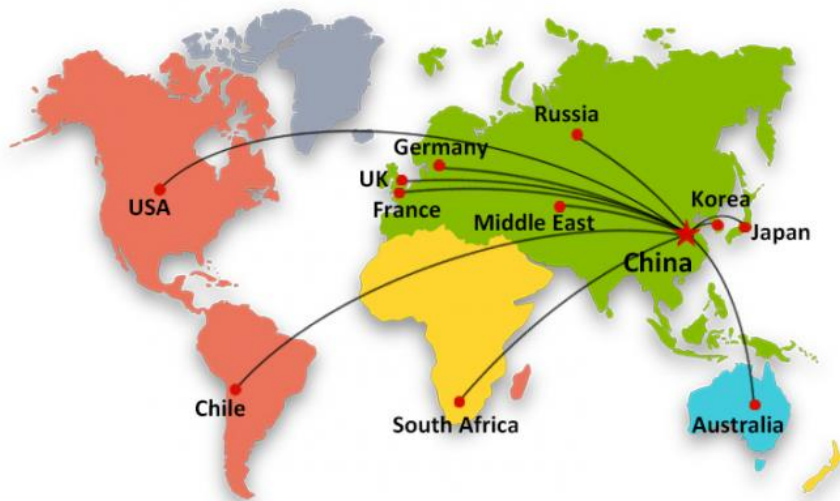 Russia
Germany
UK
USA
France
Middle East
Korea
Japan
China
Chile
South Africa
Australia